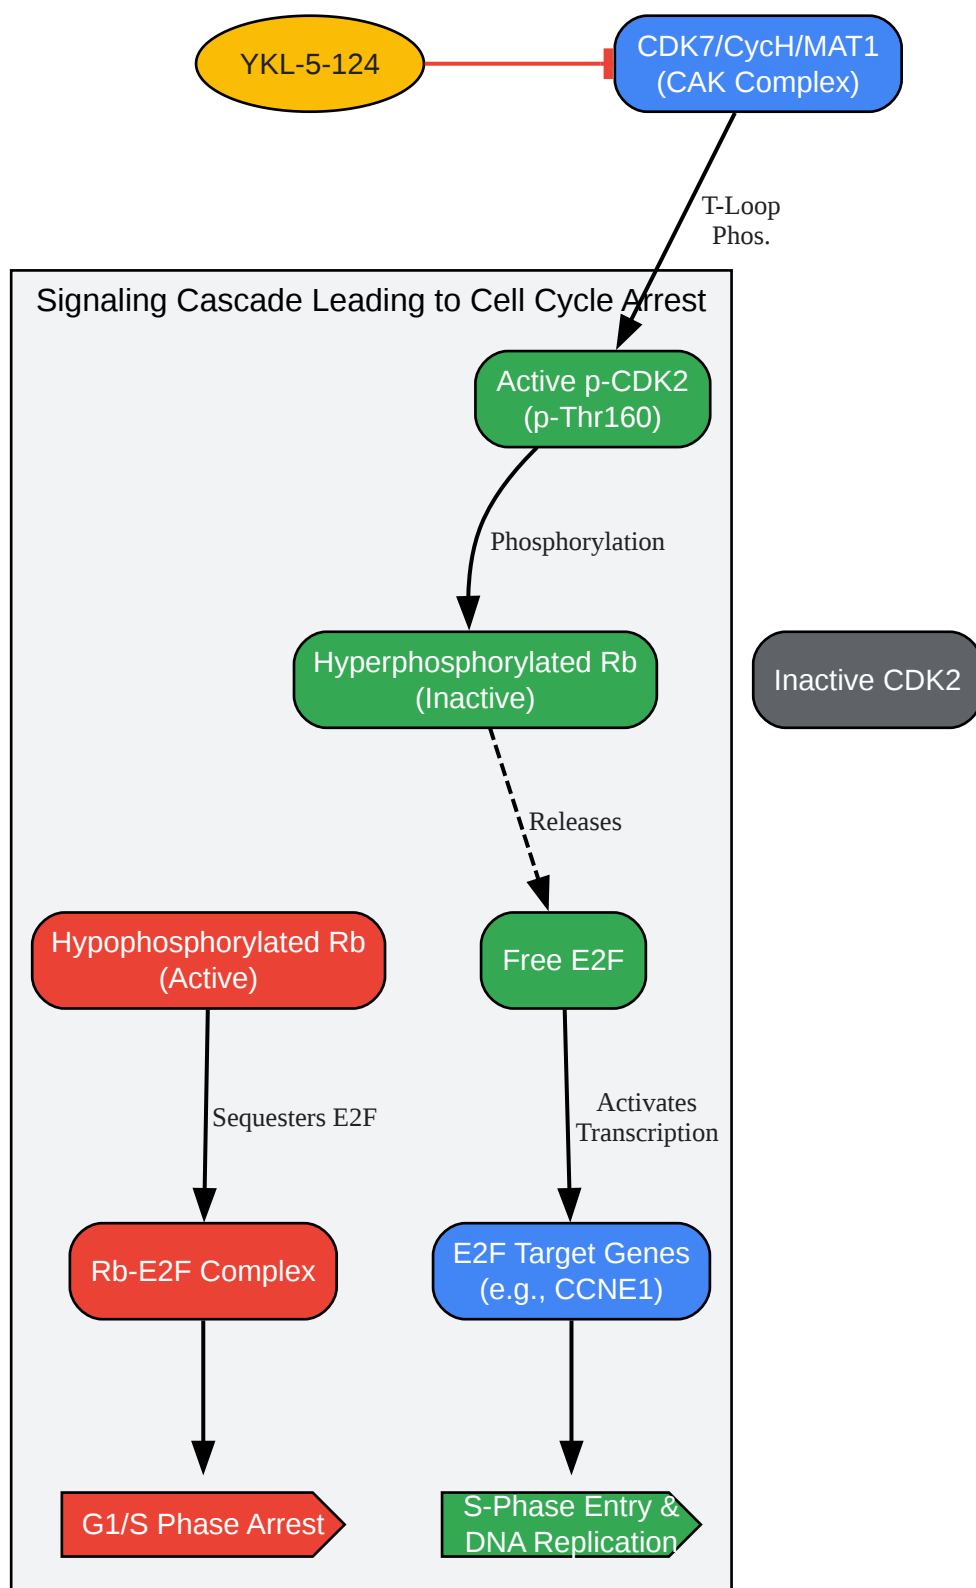 YKL-5-124
CDK7/CycH/MAT1
(CAK Complex)
T-Loop
Phos.
Signaling Cascade Leading to Cell Cycle Arrest
Active p-CDK2
(p-Thr160)
Phosphorylation
Hyperphosphorylated Rb
(Inactive)
Inactive CDK2
Releases
Hypophosphorylated Rb
(Active)
Free E2F
Sequesters E2F
Activates
Transcription
Rb-E2F Complex
E2F Target Genes
(e.g., CCNE1)
G1/S Phase Arrest
S-Phase Entry &
DNA Replication